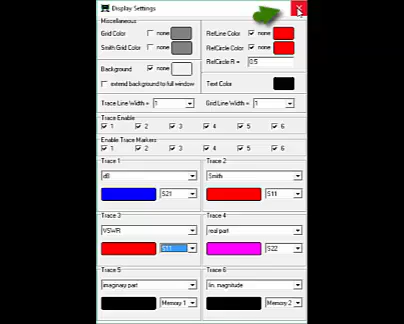 Display Settings
Miscellaneous
Grid Color none
RefLine Color none
Smith Grid Color none
RefCircle Color none
RefCircle R = 0.5
Background none
extend background to full window
Text Color
Trace Line Width = 1
Grid Line Width = 1
Trace Enable
1 2 3 4 5 6
Enable Trace Markers
1 2 3 4 5 6
Trace 1
Trace 2
dB
Smith
S21
S11
Trace 3
Trace 4
VSWR
real part
S11
S22
Trace 5
Trace 6
imaginary part
lin. magnitude
Memory 1
Memory 2